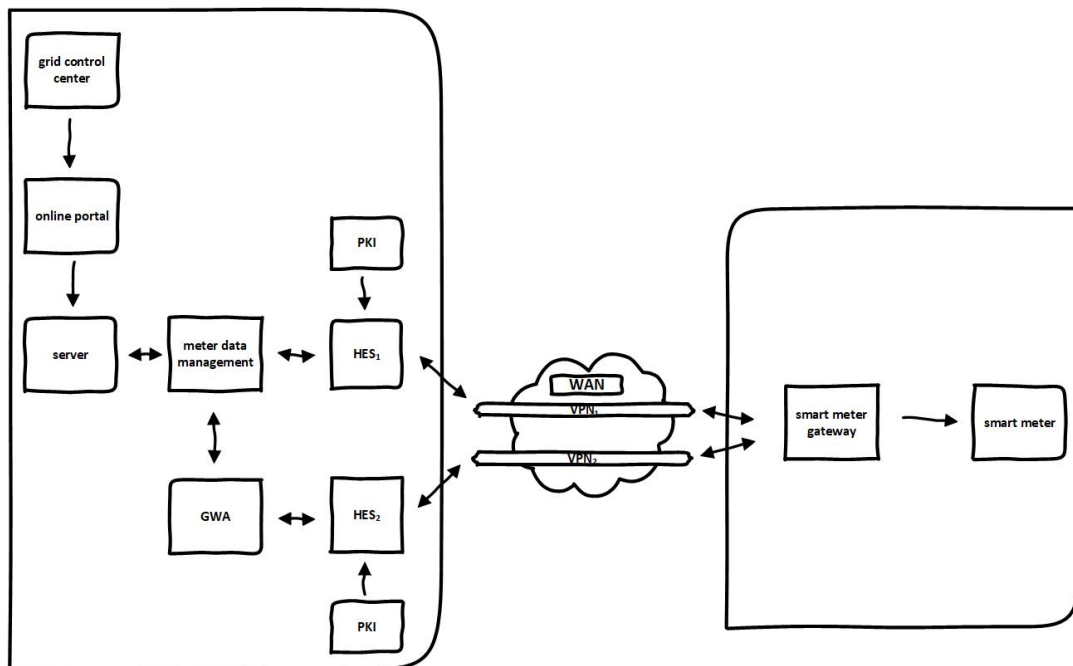 grid control
center
online portal
PKI
server
meter data
management
HES₁
WAN
VPN₁
VPN₂
smart meter
gateway
smart meter
GWA
HES₂
PKI